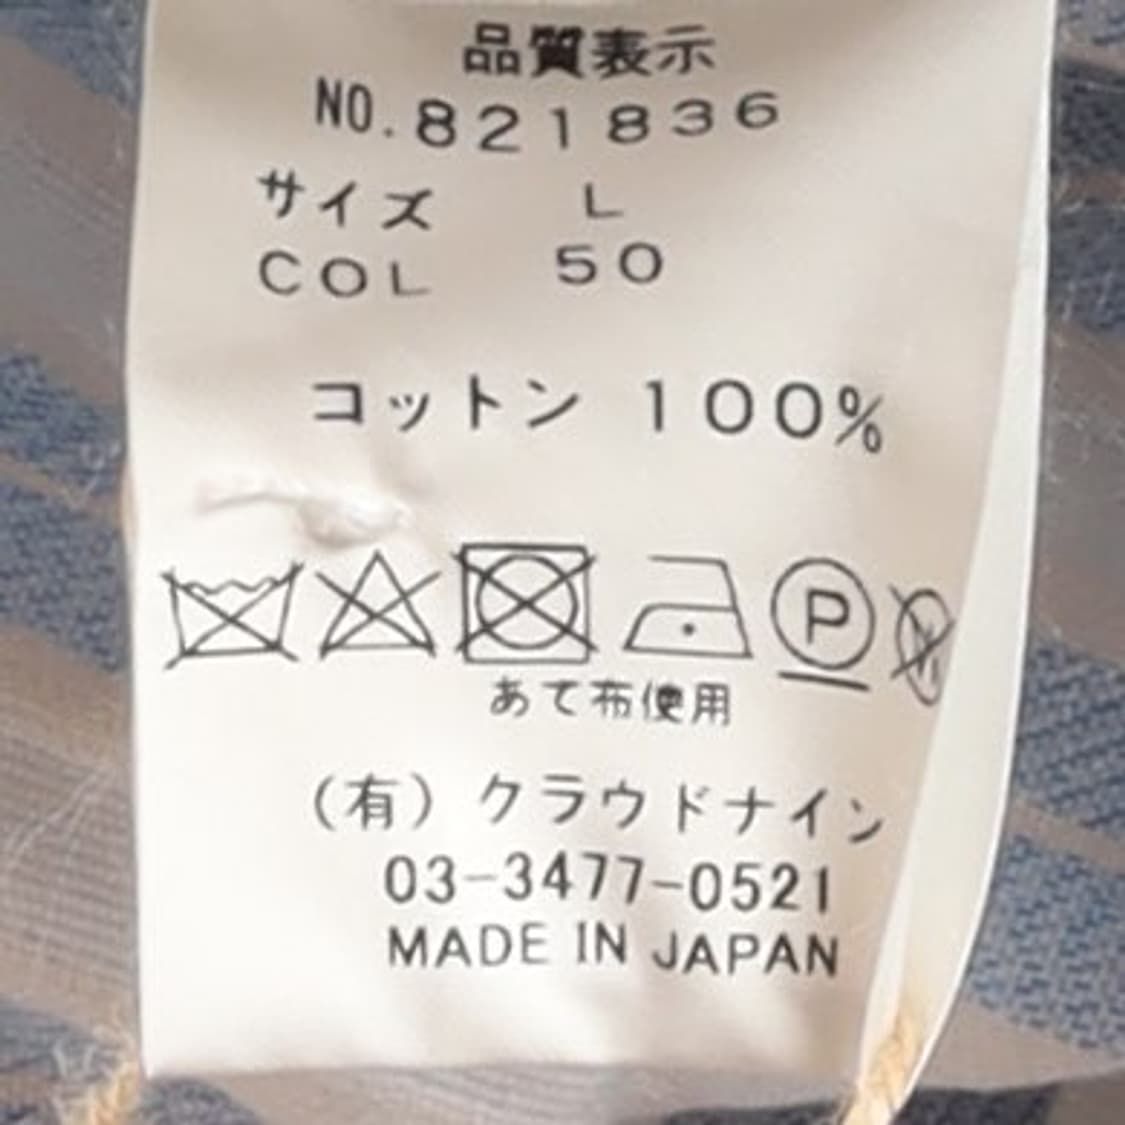 品質表示
NO.821836
サイズ L
COL 50
コットン 100%
P
あて布使用
(有) クラウドナイン
03-3477-0521
MADE IN JAPAN